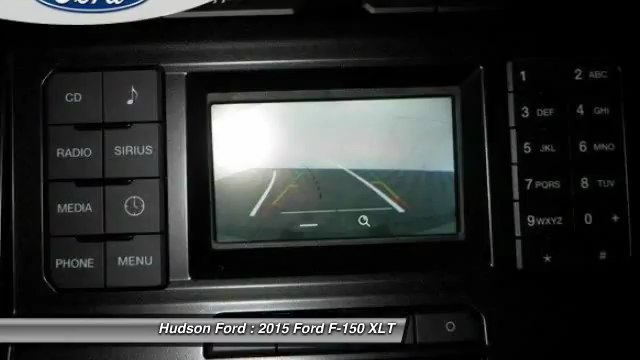 Ford
CD
RADIO SIRIUS
MEDIA
PHONE MENU
1 2 ABC
3 DEF 4 GHI
5 JKL 6 MNO
7 PQRS 8 TUV
9 WXYZ 0 +
* #
Hudson Ford : 2015 Ford F-150 XLT